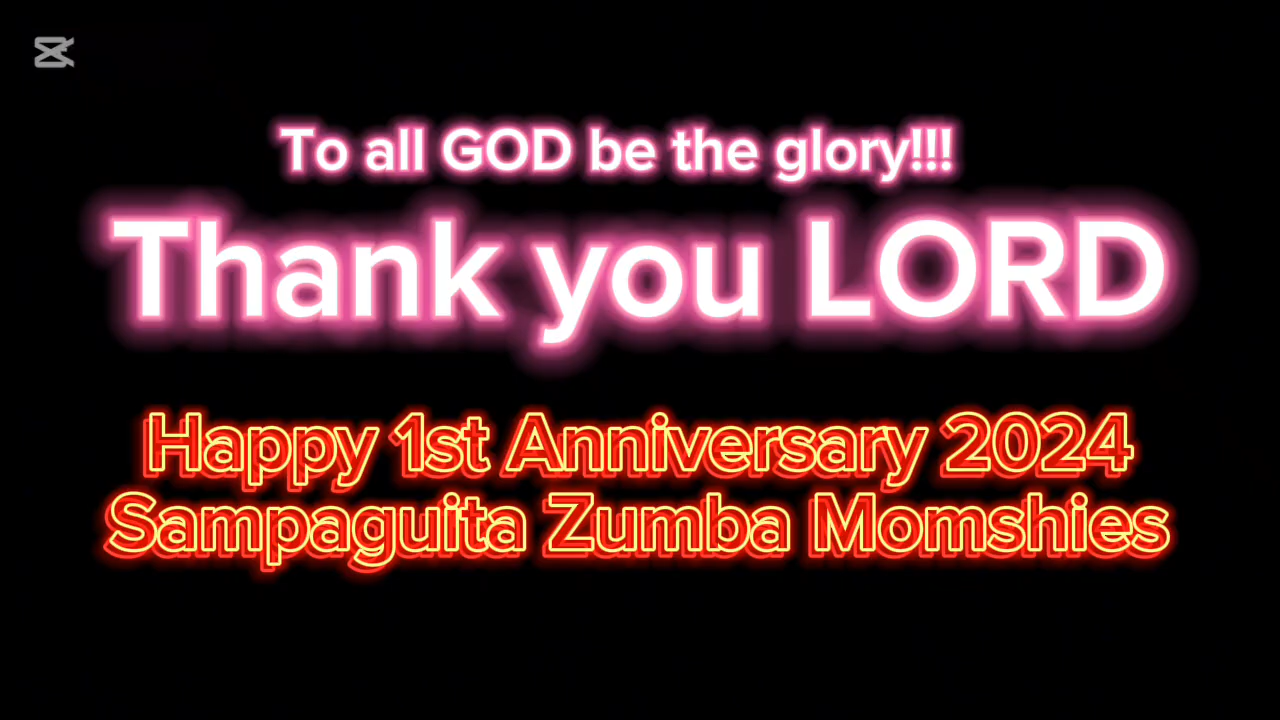 To all GOD be the glory!!!
Thank you LORD
Happy 1st Anniversary 2024
Sampaguita Zumba Momshies